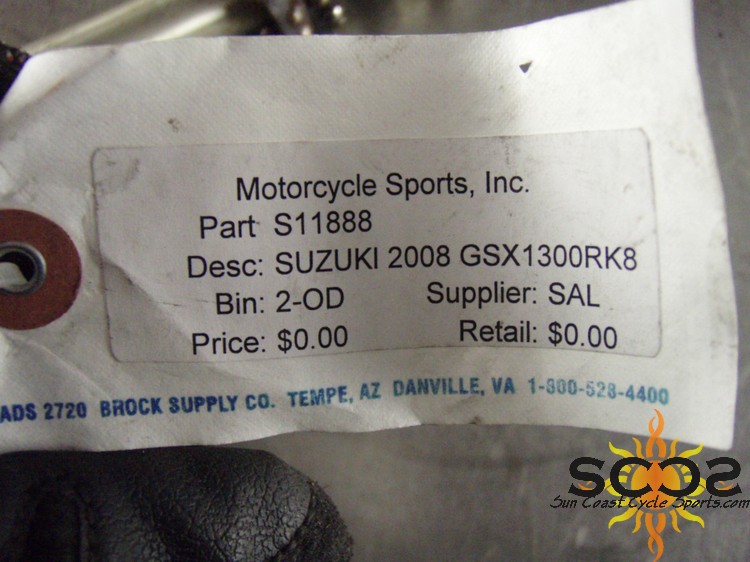 Motorcycle Sports, Inc.
Part S11888
Desc: SUZUKI 2008 GSX1300RK8
Bin: 2-OD Supplier: SAL
Price: $0.00 Retail: $0.00
ADS 2720 BROCK SUPPLY CO. TEMPE, AZ DANVILLE, VA 1-800-528-4400
SCCS
Sun Coast Cycle Sports.com